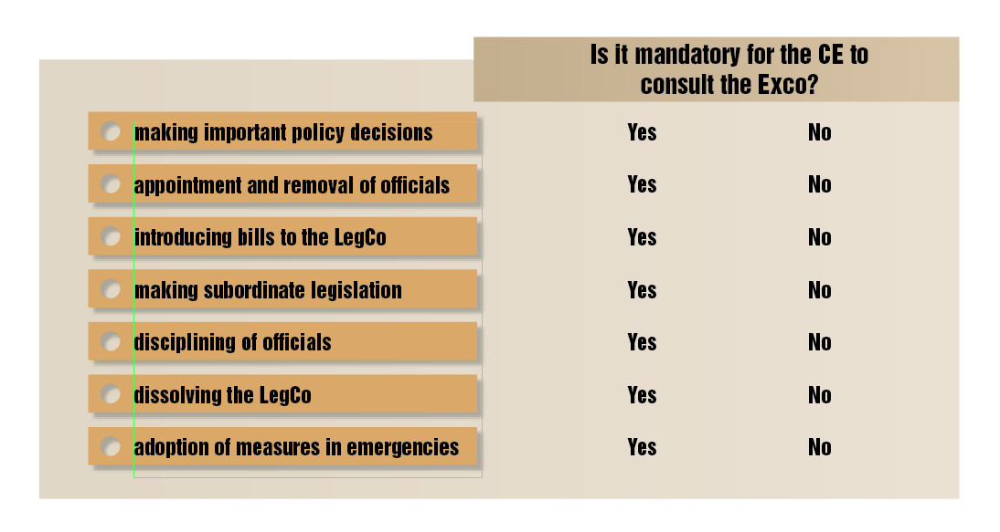 Is it mandatory for the CE to
consult the Exco?
making important policy decisions Yes No
appointment and removal of officials Yes No
introducing bills to the LegCo Yes No
making subordinate legislation Yes No
disciplining of officials Yes No
dissolving the LegCo Yes No
adoption of measures in emergencies Yes No